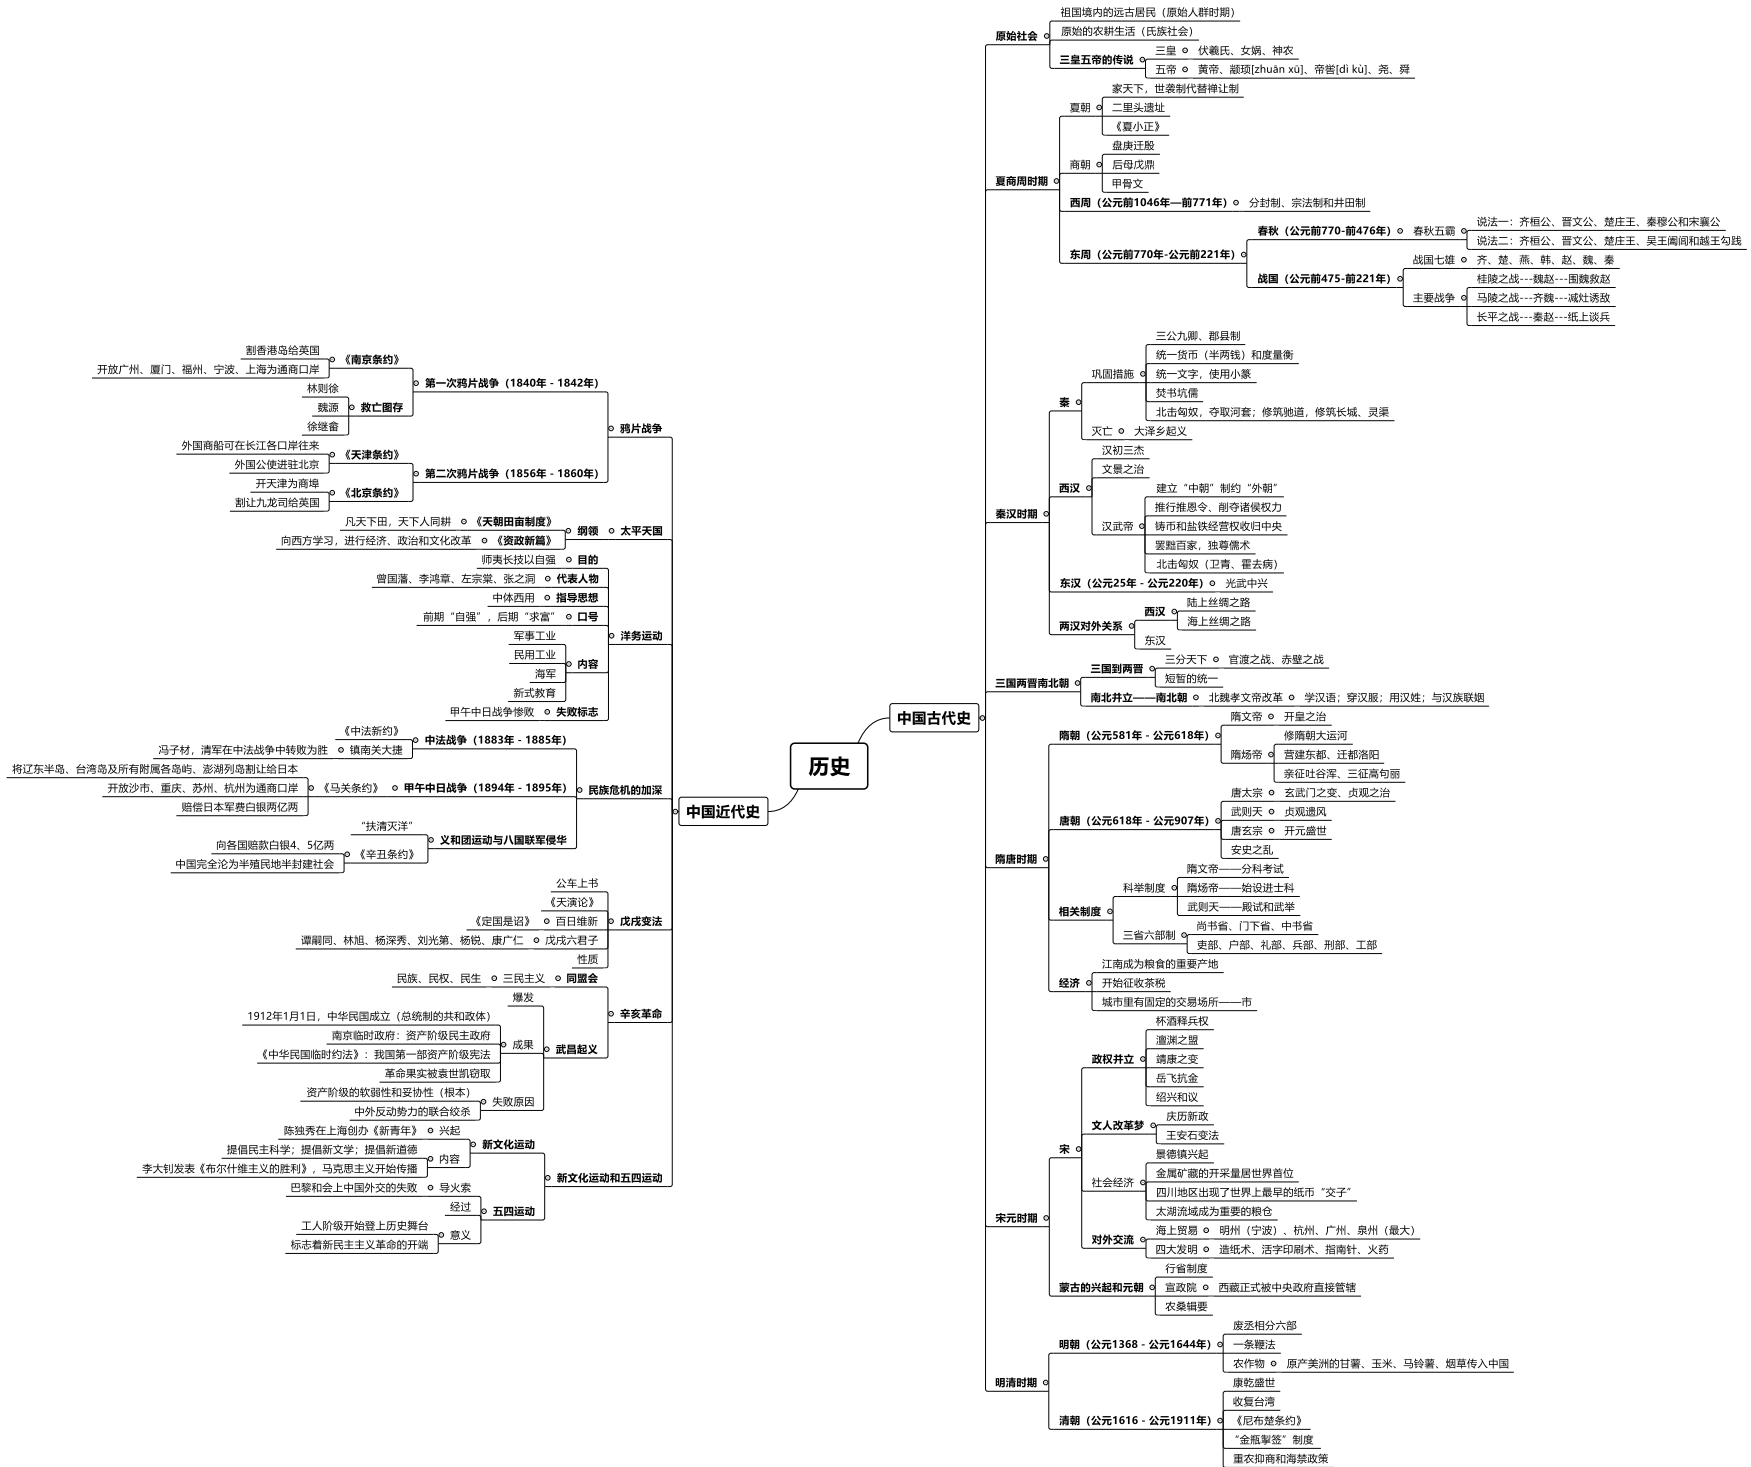 历史
中国古代史
原始社会
祖国境内的远古居民（原始人群时期）
原始的农耕生活（氏族社会）
三皇五帝的传说
三皇
伏羲氏、女娲、神农
五帝
黄帝、颛顼[zhuān xū]、帝喾[dì kù]、尧、舜
夏商周时期
夏朝
家天下，世袭制代替禅让制
二里头遗址
《夏小正》
商朝
盘庚迁殷
后母戊鼎
甲骨文
西周（公元前1046年—前771年）
分封制、宗法制和井田制
东周（公元前770年-公元前221年）
春秋（公元前770-前476年）
春秋五霸
说法一：齐桓公、晋文公、楚庄王、秦穆公和宋襄公
说法二：齐桓公、晋文公、楚庄王、吴王阖闾和越王勾践
战国（公元前475-前221年）
战国七雄
齐、楚、燕、韩、赵、魏、秦
主要战争
桂陵之战---魏赵---围魏救赵
马陵之战---齐魏---减灶诱敌
长平之战---秦赵---纸上谈兵
秦汉时期
秦
巩固措施
三公九卿、郡县制
统一货币（半两钱）和度量衡
统一文字，使用小篆
焚书坑儒
北击匈奴，夺取河套；修筑驰道，修筑长城、灵渠
灭亡
大泽乡起义
西汉
汉初三杰
文景之治
汉武帝
建立“中朝”制约“外朝”
推行推恩令、削夺诸侯权力
铸币和盐铁经营权收归中央
罢黜百家，独尊儒术
北击匈奴（卫青、霍去病）
东汉（公元25年 - 公元220年）
光武中兴
两汉对外关系
西汉
陆上丝绸之路
海上丝绸之路
东汉
三国两晋南北朝
三国到两晋
三分天下
官渡之战、赤壁之战
短暂的统一
南北并立——南北朝
北魏孝文帝改革
学汉语；穿汉服；用汉姓；与汉族联姻
隋唐时期
隋朝（公元581年 - 公元618年）
隋文帝
开皇之治
隋炀帝
修隋朝大运河
营建东都、迁都洛阳
亲征吐谷浑、三征高句丽
唐朝（公元618年 - 公元907年）
唐太宗
玄武门之变、贞观之治
武则天
贞观遗风
唐玄宗
开元盛世
安史之乱
相关制度
科举制度
隋文帝——分科考试
隋炀帝——始设进士科
武则天——殿试和武举
三省六部制
尚书省、门下省、中书省
吏部、户部、礼部、兵部、刑部、工部
经济
江南成为粮食的重要产地
开始征收茶税
城市里有固定的交易场所——市
宋元时期
宋
政权并立
杯酒释兵权
澶渊之盟
靖康之变
岳飞抗金
绍兴和议
文人改革梦
庆历新政
王安石变法
社会经济
景德镇兴起
金属矿藏的开采量居世界首位
四川地区出现了世界上最早的纸币“交子”
太湖流域成为重要的粮仓
对外交流
海上贸易
明州（宁波）、杭州、广州、泉州（最大）
四大发明
造纸术、活字印刷术、指南针、火药
蒙古的兴起和元朝
行省制度
宣政院
西藏正式被中央政府直接管辖
农桑辑要
明清时期
明朝（公元1368 - 公元1644年）
废丞相分六部
一条鞭法
农作物
原产美洲的甘薯、玉米、马铃薯、烟草传入中国
清朝（公元1616 - 公元1911年）
康乾盛世
收复台湾
《尼布楚条约》
“金瓶掣签”制度
重农抑商和海禁政策
中国近代史
鸦片战争
第一次鸦片战争（1840年 - 1842年）
《南京条约》
割香港岛给英国
开放广州、厦门、福州、宁波、上海为通商口岸
救亡图存
林则徐
魏源
徐继畬
第二次鸦片战争（1856年 - 1860年）
《天津条约》
外国商船可在长江各口岸往来
外国公使进驻北京
《北京条约》
开天津为商埠
割让九龙司给英国
太平天国
纲领
《天朝田亩制度》
凡天下田，天下人同耕
《资政新篇》
向西方学习，进行经济、政治和文化改革
洋务运动
目的
师夷长技以自强
代表人物
曾国藩、李鸿章、左宗棠、张之洞
指导思想
中体西用
口号
前期“自强”，后期“求富”
内容
军事工业
民用工业
海军
新式教育
失败标志
甲午中日战争惨败
民族危机的加深
中法战争（1883年 - 1885年）
《中法新约》
镇南关大捷
冯子材，清军在中法战争中转败为胜
甲午中日战争（1894年 - 1895年）
《马关条约》
将辽东半岛、台湾岛及所有附属各岛屿、澎湖列岛割让给日本
开放沙市、重庆、苏州、杭州为通商口岸
赔偿日本军费白银两亿两
义和团运动与八国联军侵华
“扶清灭洋”
《辛丑条约》
向各国赔款白银4、5亿两
中国完全沦为半殖民地半封建社会
戊戌变法
公车上书
《天演论》
百日维新
《定国是诏》
戊戌六君子
谭嗣同、林旭、杨深秀、刘光第、杨锐、康广仁
性质
辛亥革命
同盟会
三民主义
民族、民权、民生
武昌起义
爆发
成果
1912年1月1日，中华民国成立（总统制的共和政体）
南京临时政府：资产阶级民主政府
《中华民国临时约法》：我国第一部资产阶级宪法
革命果实被袁世凯窃取
失败原因
资产阶级的软弱性和妥协性（根本）
中外反动势力的联合绞杀
新文化运动和五四运动
新文化运动
兴起
陈独秀在上海创办《新青年》
内容
提倡民主科学；提倡新文学；提倡新道德
李大钊发表《布尔什维主义的胜利》，马克思主义开始传播
五四运动
导火索
巴黎和会上中国外交的失败
经过
意义
工人阶级开始登上历史舞台
标志着新民主主义革命的开端